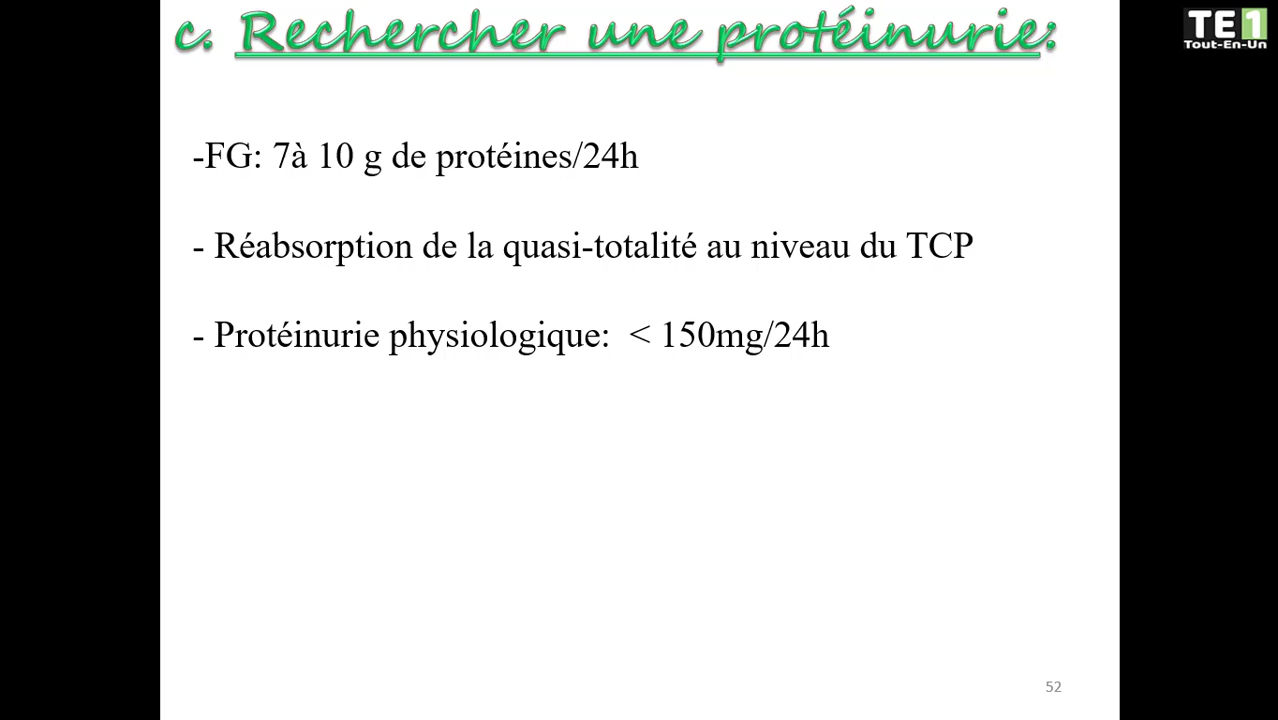 c. Rechercher une protéinurie:
TE1
Tout-En-Un
-FG: 7à 10 g de protéines/24h
- Réabsorption de la quasi-totalité au niveau du TCP
- Protéinurie physiologique: < 150mg/24h
52